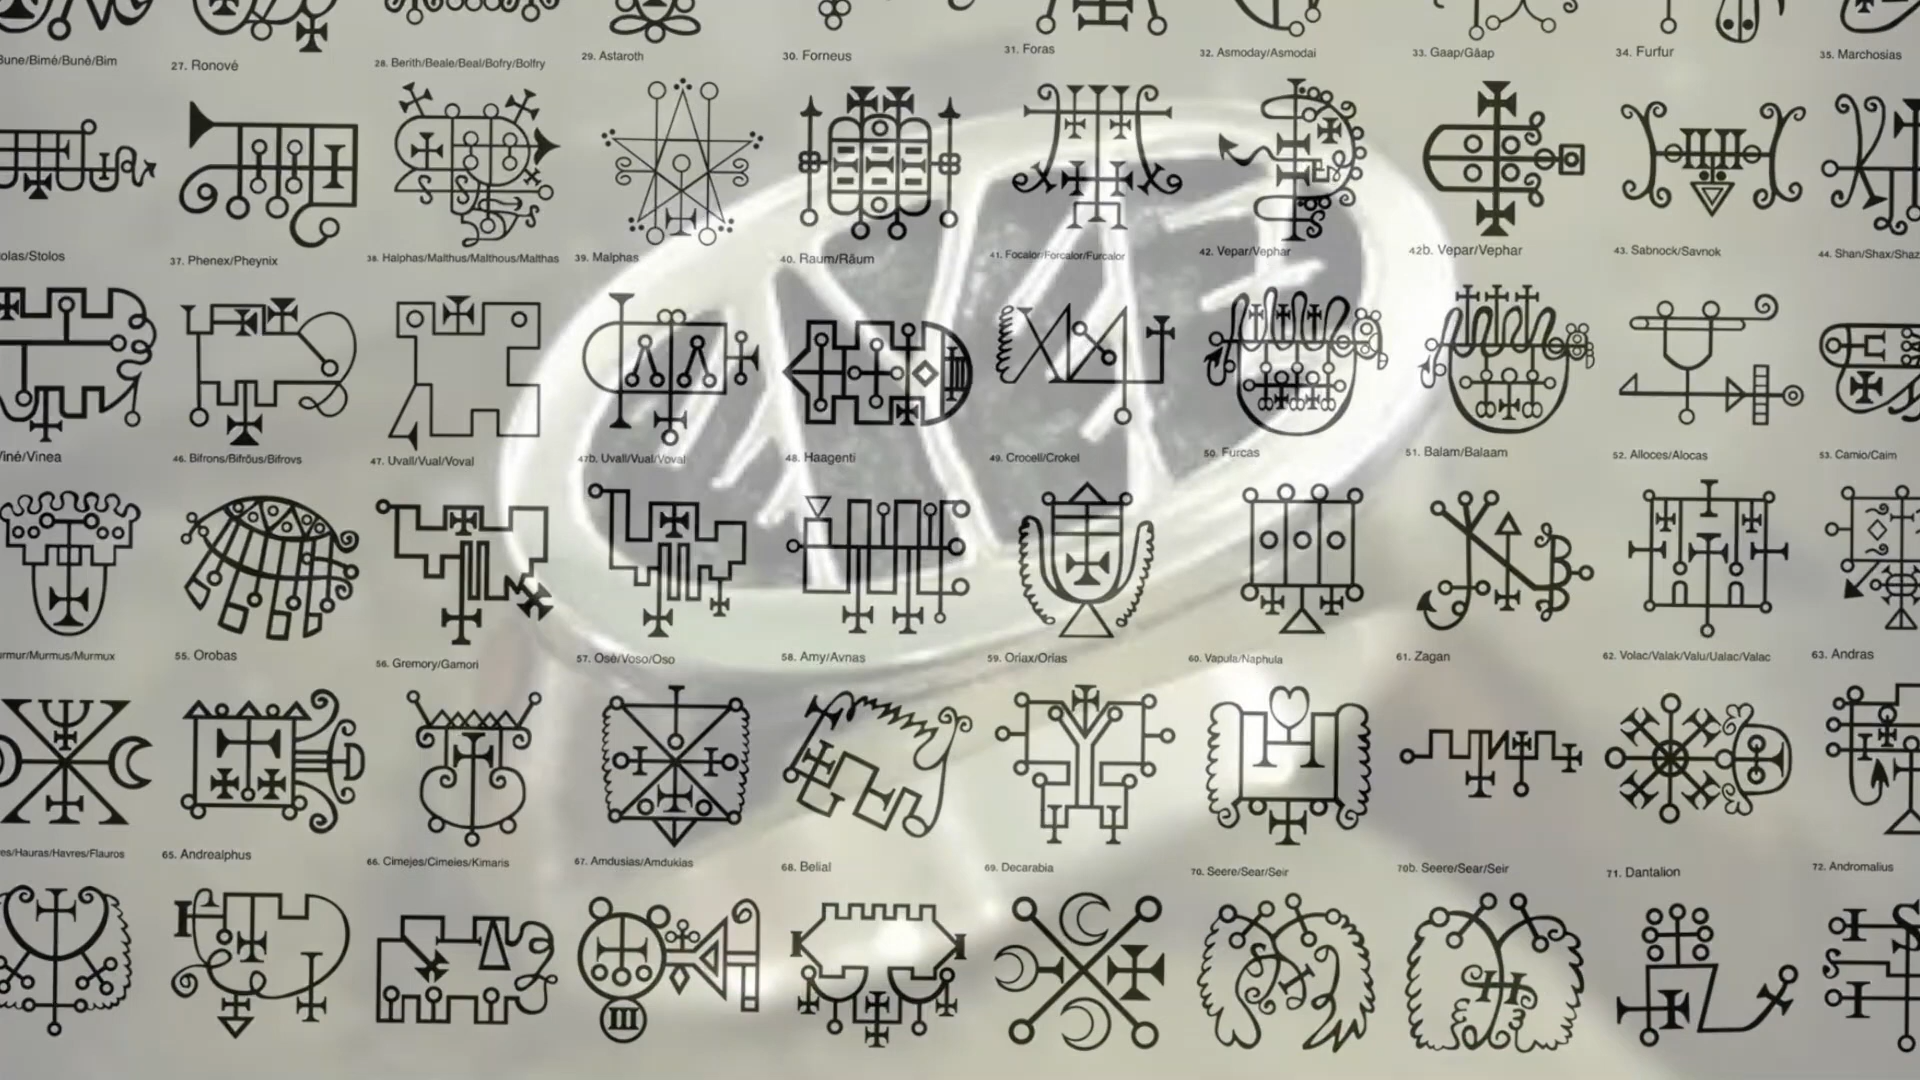 Bune/Bimé/Buné/Bim
27. Ronové
28. Berith/Beale/Beal/Bofry/Bolfry
29. Astaroth
30. Forneus
31. Foras
32. Asmoday/Asmodai
33. Gaap/Gäap
34. Furfur
35. Marchosias
olas/Stolos
37. Phenex/Pheynix
38. Halphas/Malthus/Malthous/Malthas
39. Malphas
40. Raum/Räum
41. Focalor/Forcalor/Furcalor
42. Vepar/Vephar
42b. Vepar/Vephar
43. Sabnock/Savnok
44. Shan/Shax/Shaz
Viné/Vinea
46. Bifrons/Bifröus/Bifrovs
47. Uvall/Vual/Voval
47b. Uvall/Vual/Voval
48. Haagenti
49. Crocell/Crokel
50. Furcas
51. Balam/Balaam
52. Alloces/Alocas
53. Camio/Caim
rmur/Murmus/Murmux
55. Orobas
56. Gremory/Gamori
57. Osé/Voso/Oso
58. Amy/Avnas
59. Oriax/Orias
60. Vapula/Naphula
61. Zagan
62. Volac/Valak/Valu/Ualac/Valac
63. Andras
es/Hauras/Havres/Flauros
65. Andrealphus
66. Cimejes/Cimeies/Kimaris
67. Amdusias/Amdukias
68. Belial
69. Decarabia
70. Seere/Sear/Seir
70b. Seere/Sear/Seir
71. Dantalion
72. Andromalius
III